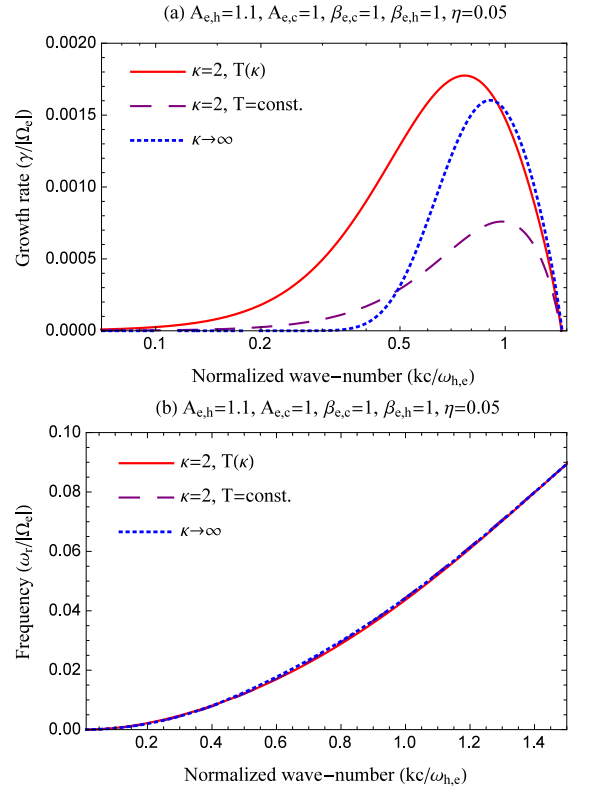 (a) A_{e,h}=1.1, A_{e,c}=1, β_{e,c}=1, β_{e,h}=1, η=0.05
0.0020
0.0015
0.0010
0.0005
0.0000
Growth rate (γ/|Ω_e|)
κ=2, T(κ)
κ=2, T=const.
κ→∞
0.1 0.2 0.5 1
Normalized wave−number (kc/ω_{h,e})
(b) A_{e,h}=1.1, A_{e,c}=1, β_{e,c}=1, β_{e,h}=1, η=0.05
0.10
0.08
0.06
0.04
0.02
0.00
Frequency (ω_r/|Ω_e|)
κ=2, T(κ)
κ=2, T=const.
κ→∞
0.2 0.4 0.6 0.8 1.0 1.2 1.4
Normalized wave−number (kc/ω_{h,e})